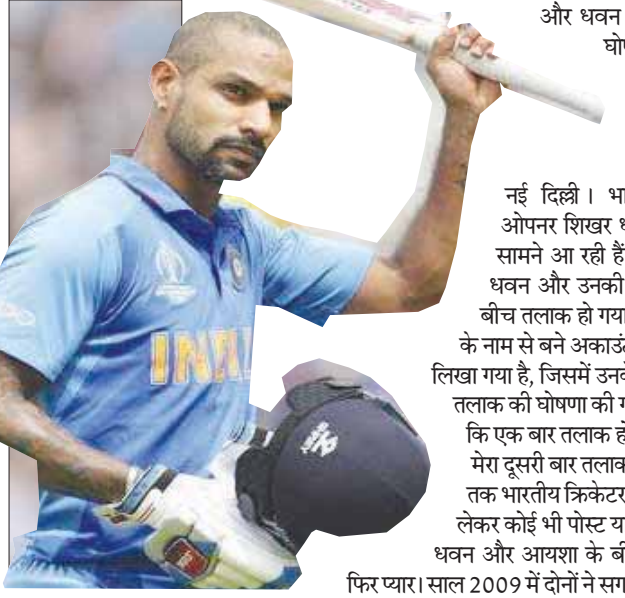 और धवन
नई दिल्ली। भा
ओपनर शिखर ध
सामने आ रही हैं
धवन और उनकी
बीच तलाक हो गया
के नाम से बने अकाउं
लिखा गया है, जिसमें उन
तलाक की घोषणा की ग
कि एक बार तलाक हो
मेरा दूसरी बार तलाक
तक भारतीय क्रिकेटर
लेकर कोई भी पोस्ट या
धवन और आयशा के बी
फिर प्यार। साल 2009 में दोनों ने सग